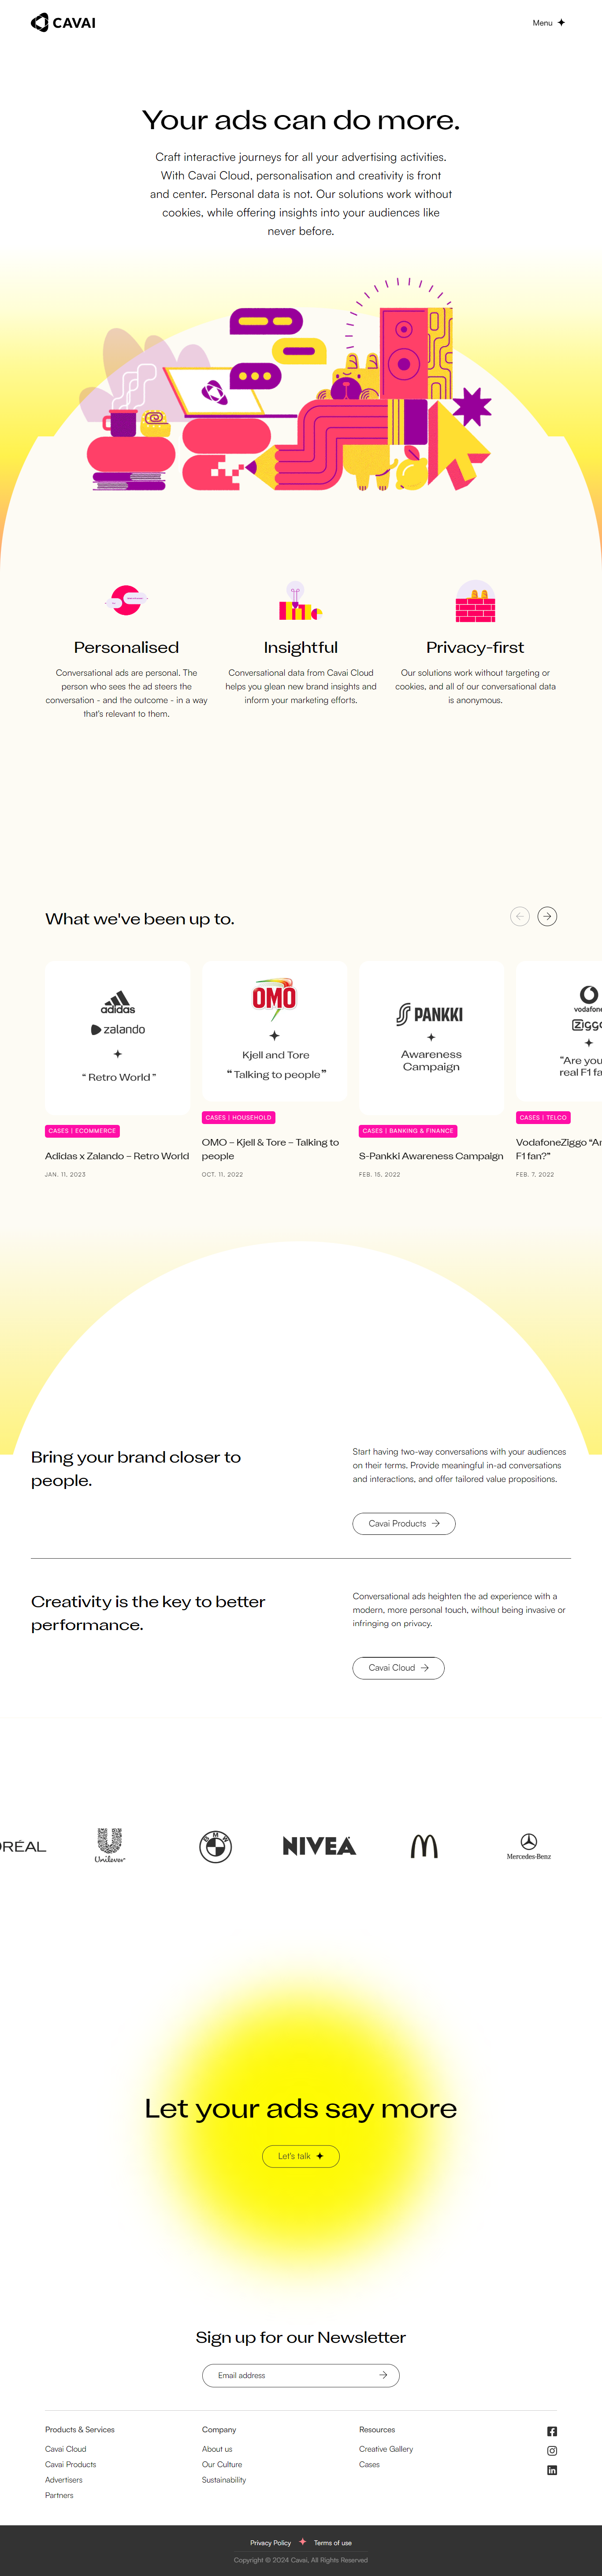 CAVAI
Menu
Your ads can do more.
Craft interactive journeys for all your advertising activities.
With Cavai Cloud, personalisation and creativity is front
and center. Personal data is not. Our solutions work without
cookies, while offering insights into your audiences like
never before.
Personalised
Conversational ads are personal. The
person who sees the ad steers the
conversation - and the outcome - in a way
that's relevant to them.
Insightful
Conversational data from Cavai Cloud
helps you glean new brand insights and
inform your marketing efforts.
Privacy-first
Our solutions work without targeting or
cookies, and all of our conversational data
is anonymous.
What we've been up to.
adidas
zalando
“ Retro World ”
CASES | ECOMMERCE
Adidas x Zalando – Retro World
JAN. 11, 2023
OMO
Kjell and Tore
“ Talking to people”
CASES | HOUSEHOLD
OMO – Kjell & Tore – Talking to
people
OCT. 11, 2022
PANKKI
Awareness
Campaign
CASES | BANKING & FINANCE
S-Pankki Awareness Campaign
FEB. 15, 2022
vodafone
Ziggo
“Are you
real F1 fa
CASES | TELCO
VodafoneZiggo “Ar
F1 fan?”
FEB. 7, 2022
Bring your brand closer to
people.
Start having two-way conversations with your audiences
on their terms. Provide meaningful in-ad conversations
and interactions, and offer tailored value propositions.
Cavai Products
Creativity is the key to better
performance.
Conversational ads heighten the ad experience with a
modern, more personal touch, without being invasive or
infringing on privacy.
Cavai Cloud
ORÉAL
Unilever
BMW
NIVEA
Mercedes-Benz
Let your ads say more
Let's talk
Sign up for our Newsletter
Email address
Products & Services
Cavai Cloud
Cavai Products
Advertisers
Partners
Company
About us
Our Culture
Sustainability
Resources
Creative Gallery
Cases
Privacy Policy
Terms of use
Copyright © 2024 Cavai, All Rights Reserved